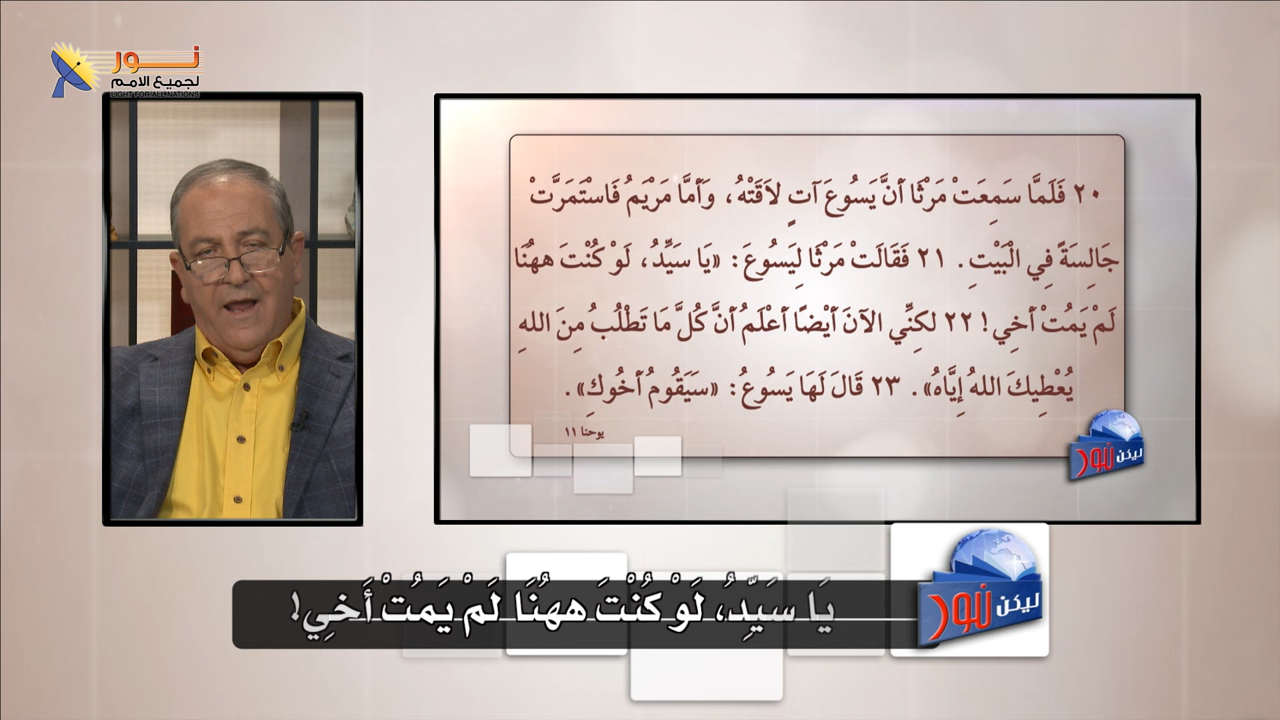 نـــور
لجميع الامم
LIGHT FOR ALL NATIONS
٢٠ فَلَمَّا سَمِعَتْ مَرْثَا أَنَّ يَسُوعَ آتٍ لاَقَتْهُ، وَأَمَّا مَرْيَمُ فَاسْتَمَرَّتْ
جَالِسَةً فِي الْبَيْتِ. ٢١ فَقَالَتْ مَرْثَا لِيَسُوعَ: «يَا سَيِّدُ، لَوْ كُنْتَ ههُنَا
لَمْ يَمُتْ أَخِي! ٢٢ لكِنِّي الآنَ أَيْضًا أَعْلَمُ أَنَّ كُلَّ مَا تَطْلُبُ مِنَ اللهِ
يُعْطِيكَ اللهُ إِيَّاهُ». ٢٣ قَالَ لَهَا يَسُوعُ: «سَيَقُومُ أَخُوكِ».
يوحنا ١١
ليكن نور
يَا سَيِّدُ، لَوْ كُنْتَ ههُنَا لَمْ يَمُتْ أَخِي!
ليكن نور